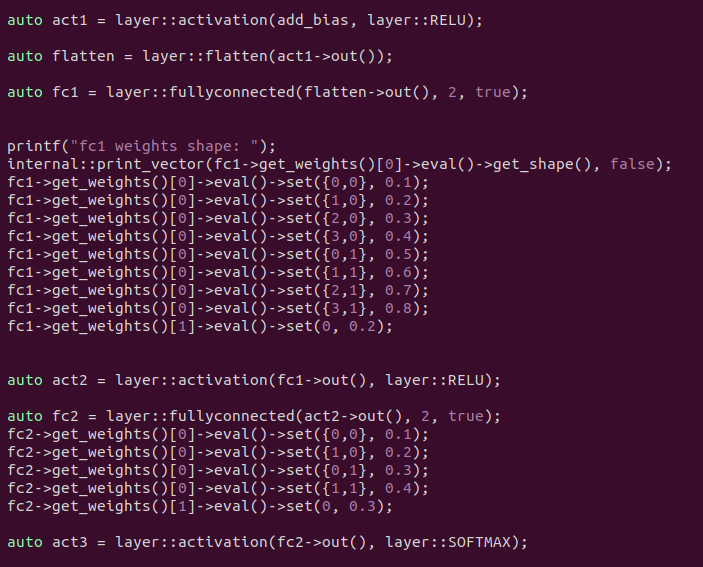 auto act1 = layer::activation(add_bias, layer::RELU);
auto flatten = layer::flatten(act1->out());
auto fc1 = layer::fullyconnected(flatten->out(), 2, true);
printf("fc1 weights shape: ");
internal::print_vector(fc1->get_weights()[0]->eval()->get_shape(), false);
fc1->get_weights()[0]->eval()->set({0,0}, 0.1);
fc1->get_weights()[0]->eval()->set({1,0}, 0.2);
fc1->get_weights()[0]->eval()->set({2,0}, 0.3);
fc1->get_weights()[0]->eval()->set({3,0}, 0.4);
fc1->get_weights()[0]->eval()->set({0,1}, 0.5);
fc1->get_weights()[0]->eval()->set({1,1}, 0.6);
fc1->get_weights()[0]->eval()->set({2,1}, 0.7);
fc1->get_weights()[0]->eval()->set({3,1}, 0.8);
fc1->get_weights()[1]->eval()->set(0, 0.2);
auto act2 = layer::activation(fc1->out(), layer::RELU);
auto fc2 = layer::fullyconnected(act2->out(), 2, true);
fc2->get_weights()[0]->eval()->set({0,0}, 0.1);
fc2->get_weights()[0]->eval()->set({1,0}, 0.2);
fc2->get_weights()[0]->eval()->set({0,1}, 0.3);
fc2->get_weights()[0]->eval()->set({1,1}, 0.4);
fc2->get_weights()[1]->eval()->set(0, 0.3);
auto act3 = layer::activation(fc2->out(), layer::SOFTMAX);